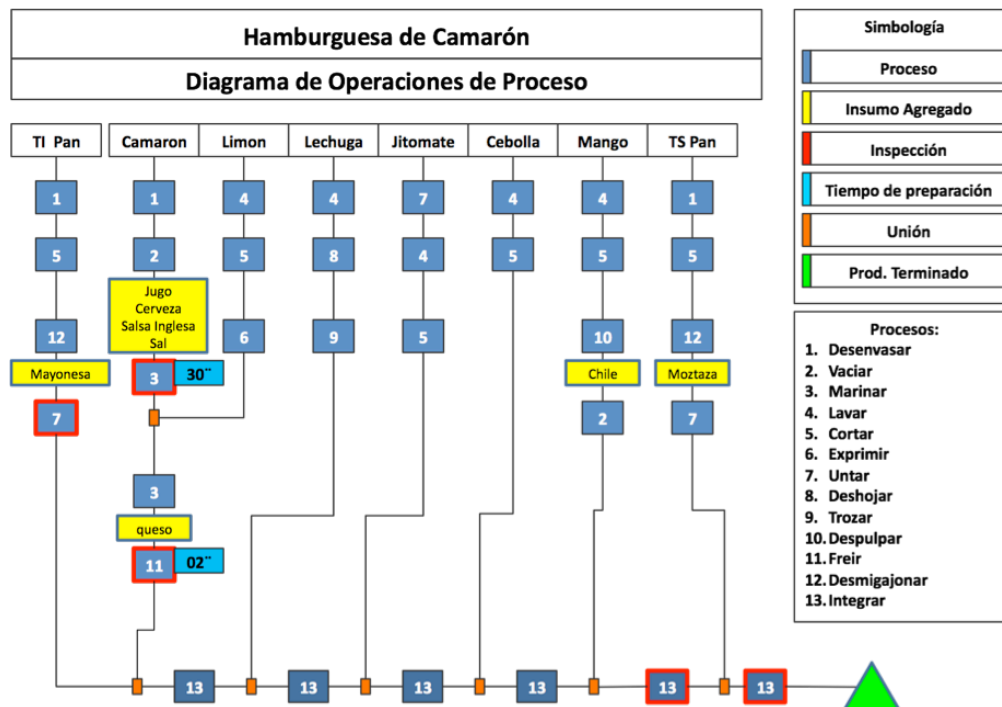 Hamburguesa de Camarón
Diagrama de Operaciones de Proceso
TI Pan
Camaron
Limon
Lechuga
Jitomate
Cebolla
Mango
TS Pan
1
1
4
4
7
4
4
1
5
2
5
8
4
5
5
5
Jugo
Cerveza
Salsa Inglesa
Sal
12
6
9
5
10
12
Mayonesa
3
30¨
Chile
Moztaza
7
2
7
3
queso
11
02¨
13
13
13
13
13
13
Simbología
Proceso
Insumo Agregado
Inspección
Tiempo de preparación
Unión
Prod. Terminado
Procesos:
1. Desenvasar
2. Vaciar
3. Marinar
4. Lavar
5. Cortar
6. Exprimir
7. Untar
8. Deshojar
9. Trozar
10. Despulpar
11. Freir
12. Desmigajonar
13. Integrar